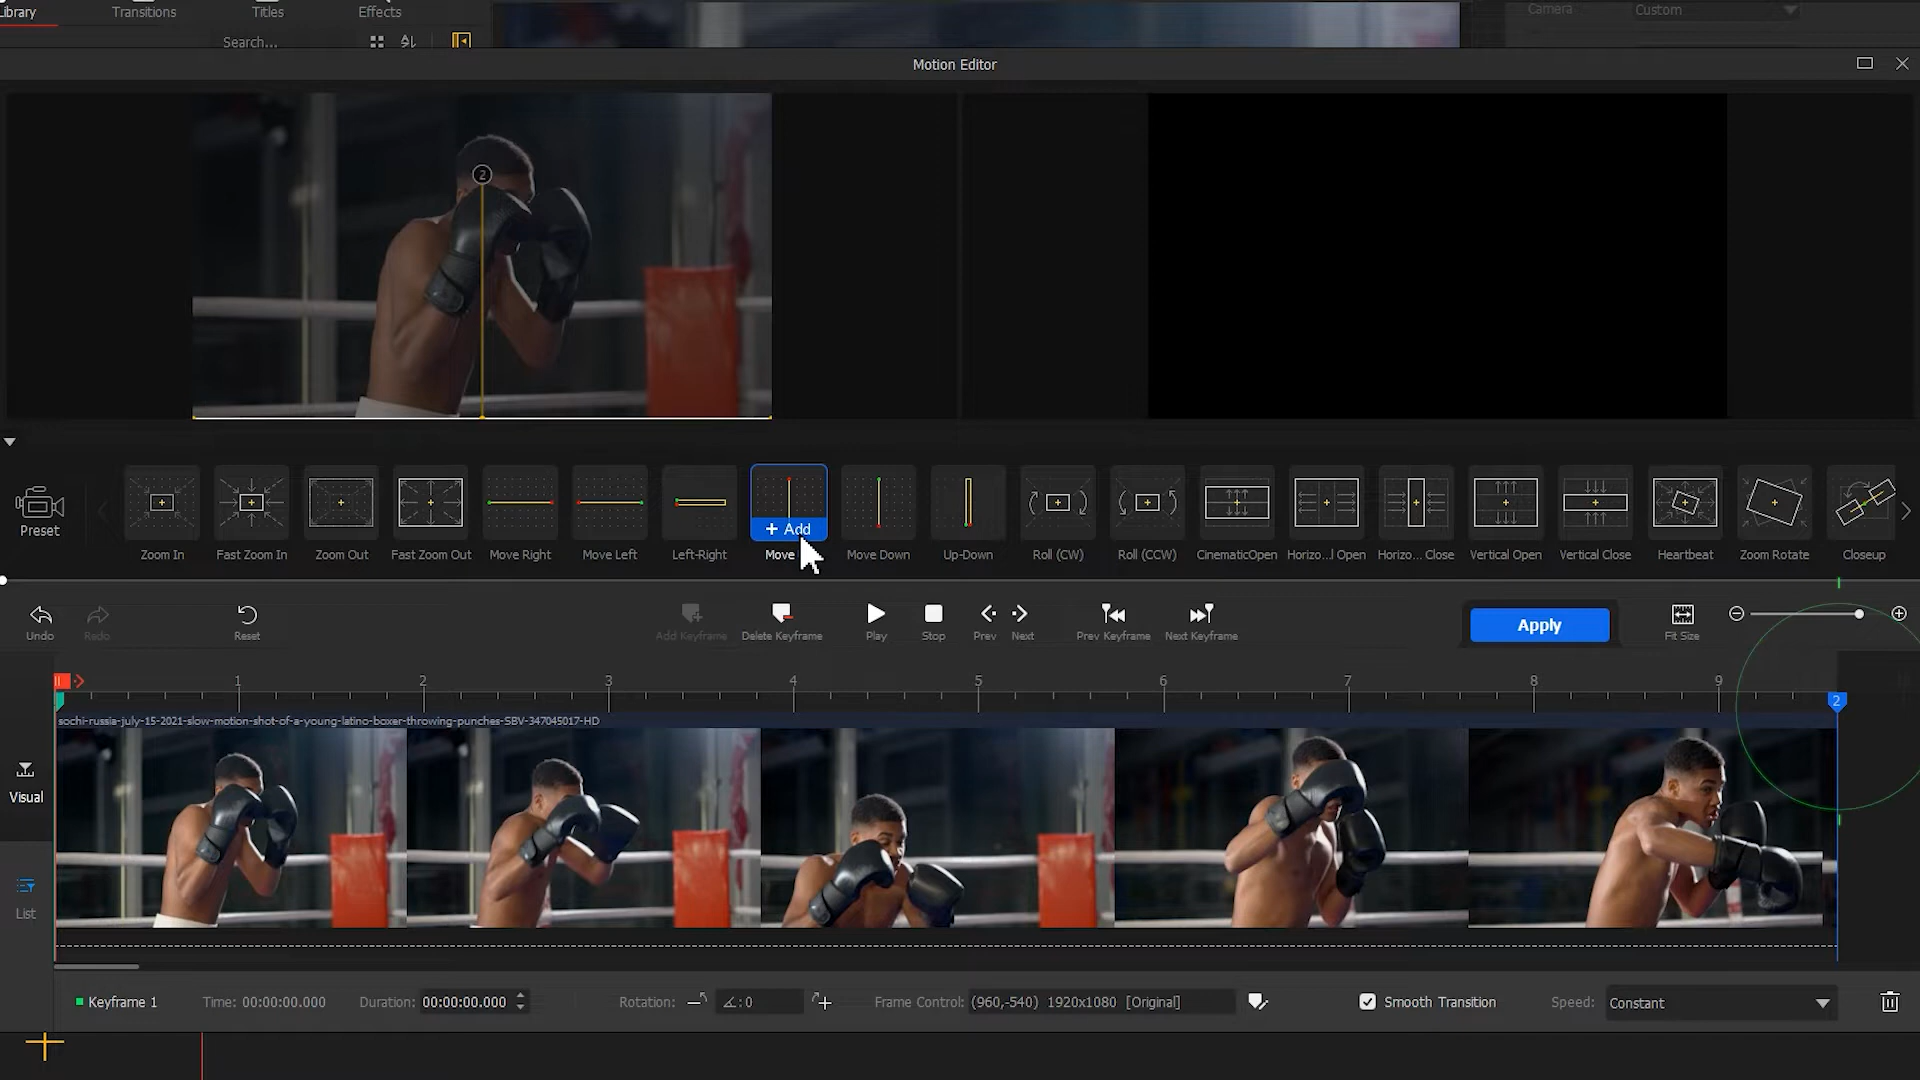 Library Transitions Titles Effects Camera Custom
Search...
Motion Editor
2
Preset
+ Add
Zoom In Fast Zoom In Zoom Out Fast Zoom Out Move Right Move Left Left-Right Move Move Down Up-Down Roll (CW) Roll (CCW) CinematicOpen Horizo...l Open Horizo... Close Vertical Open Vertical Close Heartbeat Zoom Rotate Closeup
Undo Redo Reset Add Keyframe Delete Keyframe Play Stop Prev Next Prev Keyframe Next Keyframe Apply Fit Size
1 2 3 4 5 6 7 8 9
2
sochi-russia-july-15-2021-slow-motion-shot-of-a-young-latino-boxer-throwing-punches-SBV-347045017-HD
Visual
List
Keyframe 1 Time: 00:00:00.000 Duration: 00:00:00.000 Rotation: ∠:0 Frame Control: (960,-540) 1920x1080 [Original] Smooth Transition Speed: Constant